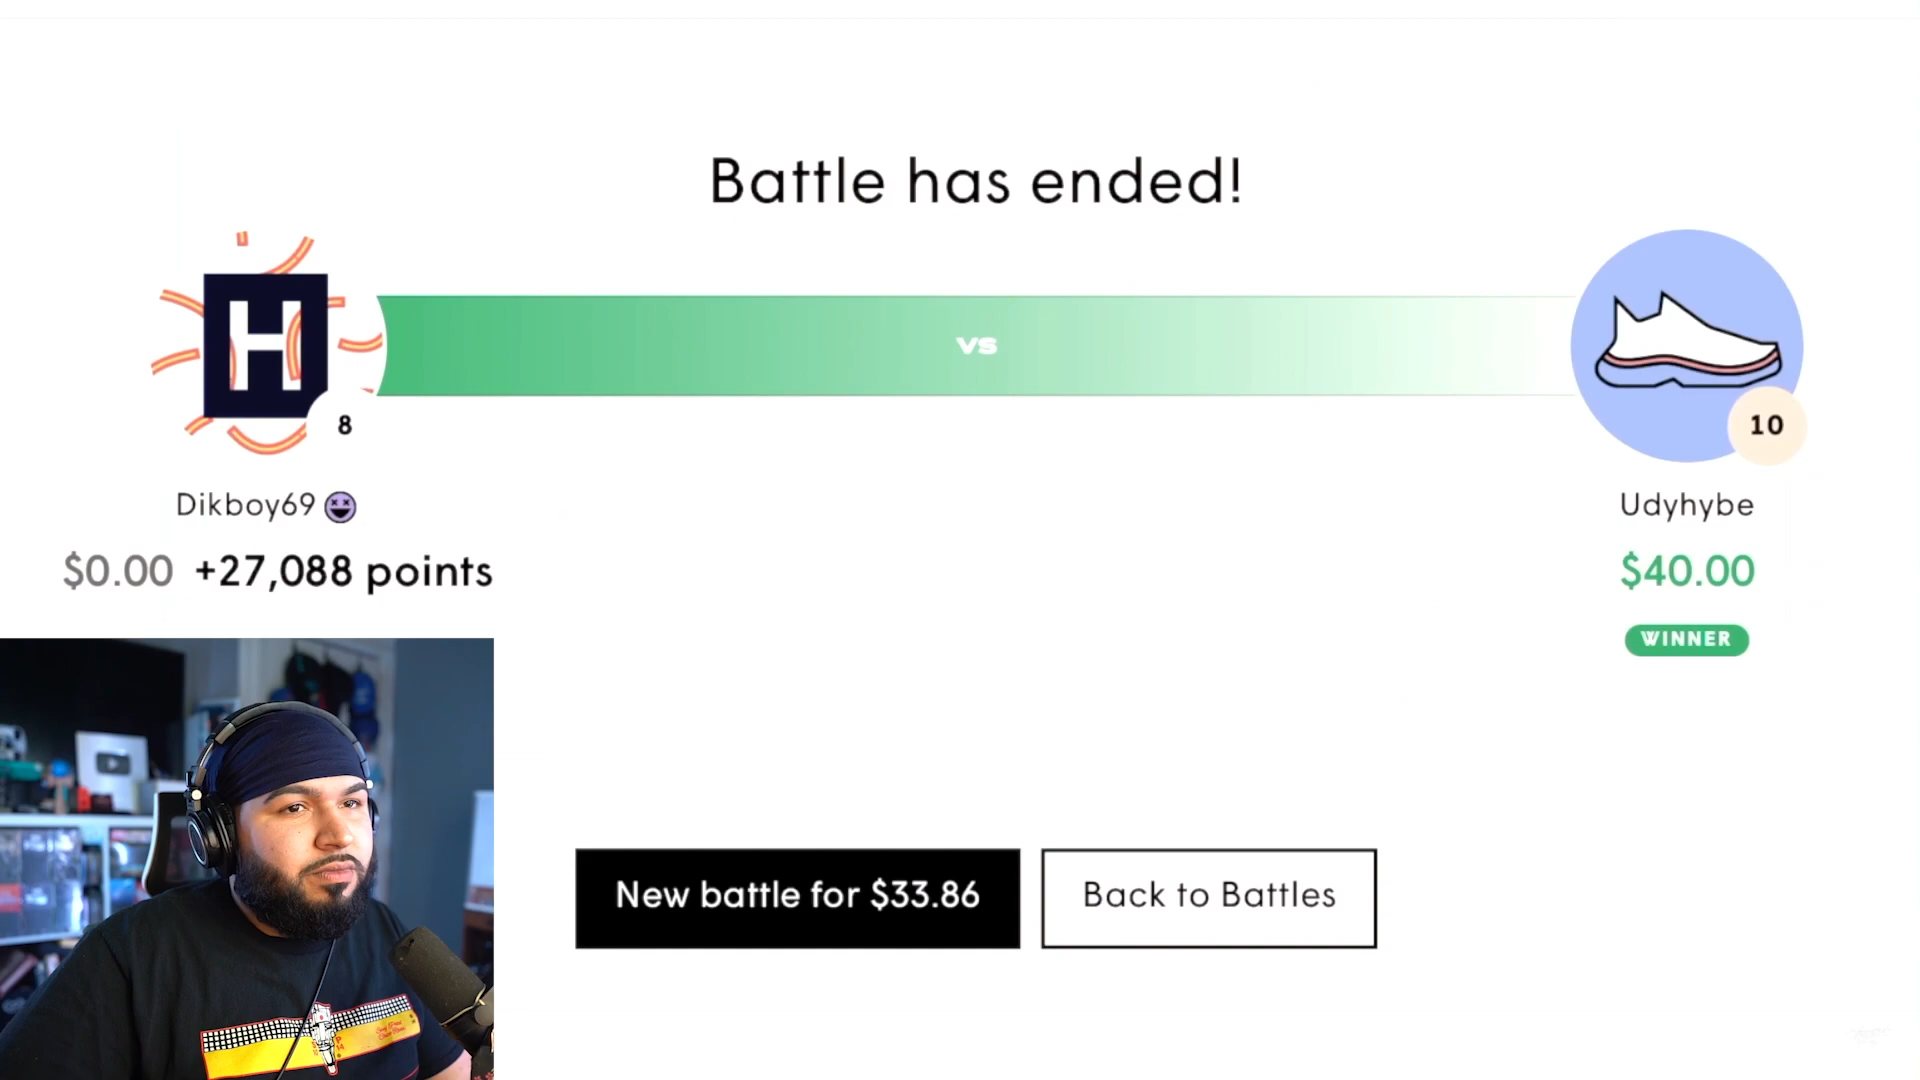 Battle has ended!
H
vs
8
10
Dikboy69
Udyhybe
$0.00 +27,088 points
$40.00
WINNER
New battle for $33.86
Back to Battles